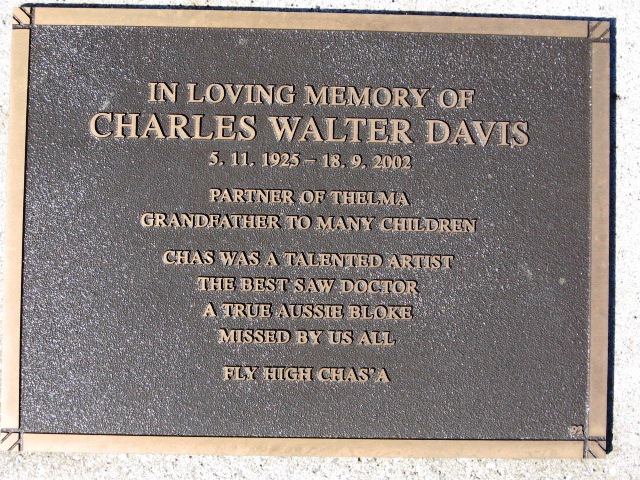 IN LOVING MEMORY OF
CHARLES WALTER DAVIS
5. 11. 1925 – 18. 9. 2002
PARTNER OF THELMA
GRANDFATHER TO MANY CHILDREN
CHAS WAS A TALENTED ARTIST
THE BEST SAW DOCTOR
A TRUE AUSSIE BLOKE
MISSED BY US ALL
FLY HIGH CHAS'A